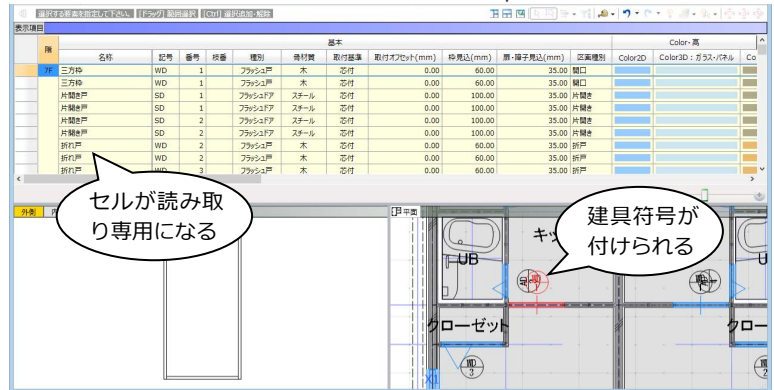 選択する要素を指定して下さい。 [ドラッグ] 範囲選択 [Ctrl] 選択追加・解除
表示項目
階 基本 Color・高
名称 記号 番号 枝番 種別 骨材質 取付基準 取付オフセット(mm) 枠見込(mm) 扉・障子見込(mm) 区画種別 Color2D Color3D：ガラス・パネル Co
7F 三方枠 WD 1 フラッシュ戸 木 芯付 0.00 60.00 35.00 開口
三方枠 WD 1 フラッシュ戸 木 芯付 0.00 60.00 35.00 開口
片開き戸 SD 1 フラッシュドア スチール 芯付 0.00 100.00 35.00 片開き
片開き戸 SD 1 フラッシュドア スチール 芯付 0.00 100.00 35.00 片開き
片開き戸 SD 2 フラッシュドア スチール 芯付 0.00 100.00 35.00 片開き
片開き戸 SD 2 フラッシュドア スチール 芯付 0.00 100.00 35.00 片開き
折れ戸 WD 2 フラッシュ戸 木 芯付 0.00 60.00 35.00 折戸
折れ戸 WD 2 フラッシュ戸 木 芯付 0.00 60.00 35.00 折戸
折れ戸 WD 3 フラッシュ戸 木 芯付 0.00 60.00 35.00 折戸
セルが読み取
り専用になる
建具符号が
付けられる
外側 平面
キッ
UB U
クローゼット クロー
WD
3
WD
2
X1